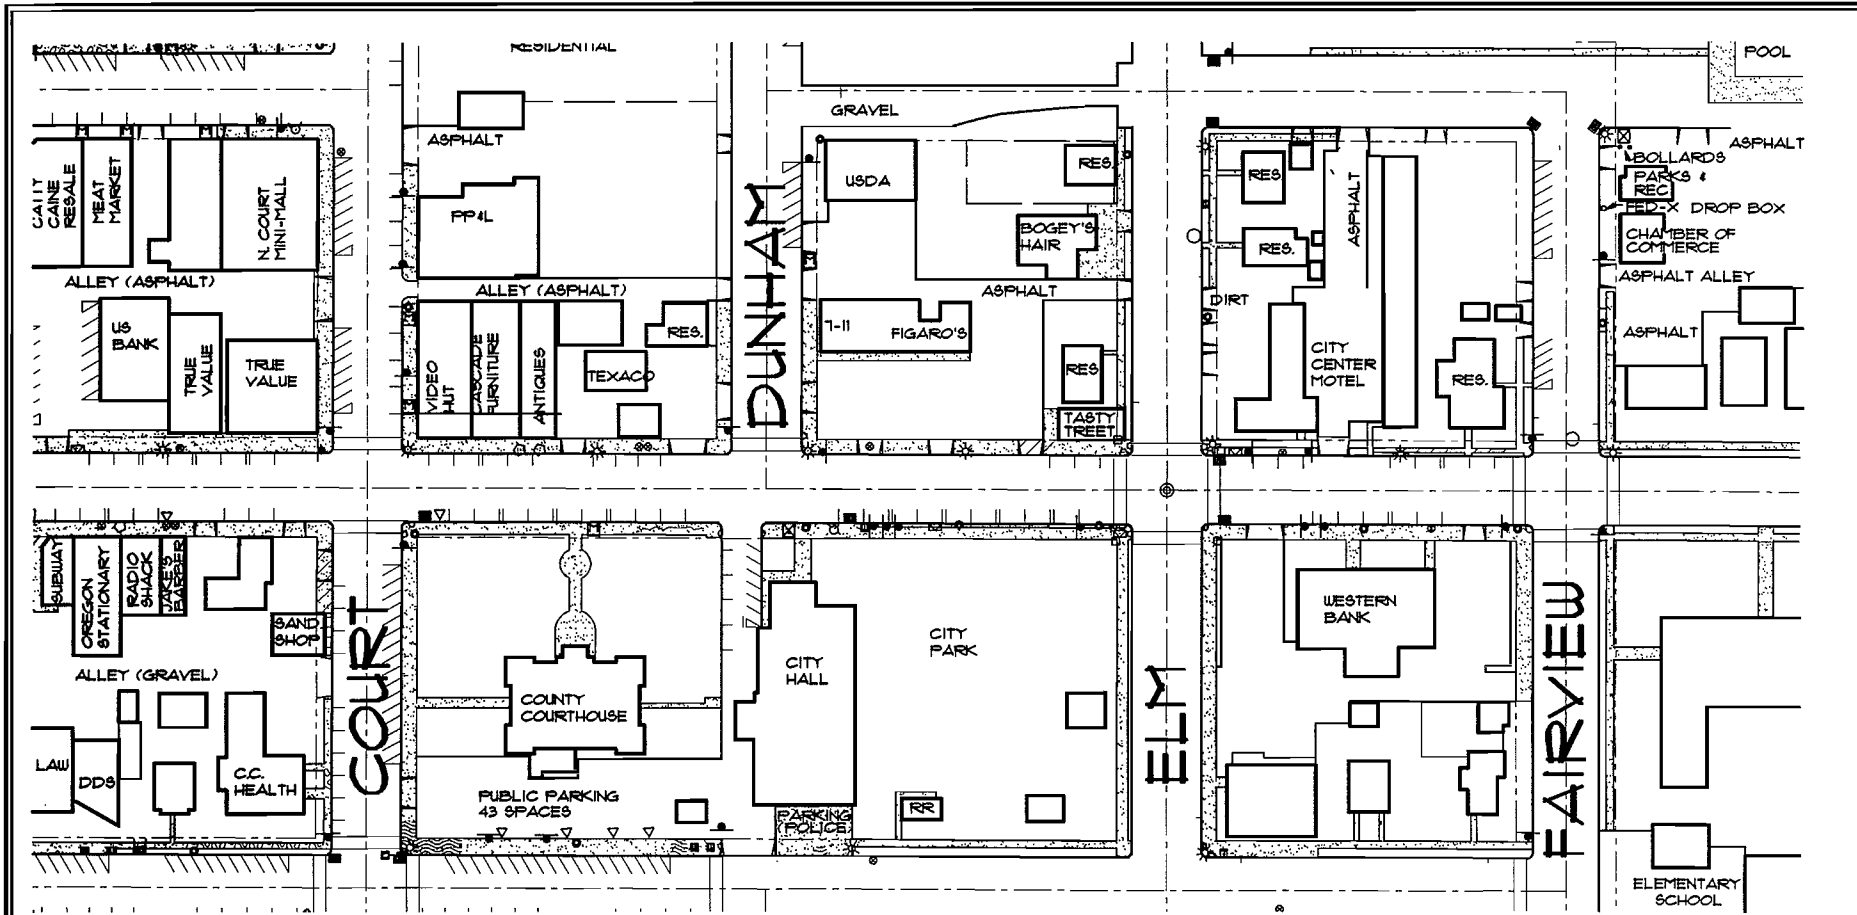 RESIDENTIAL
POOL
GRAVEL
ASPHALT
ASPHALT
CAINE
RESALE
MEAT
MARKET
N. COURT
MINI-MALL
PP&L
DUNHAM
USDA
RES.
BOGEY'S
HAIR
RES
RES.
ASPHALT
BOLLARDS
PARKS &
REC
FED-X DROP BOX
CHAMBER OF
COMMERCE
ALLEY (ASPHALT)
ALLEY (ASPHALT)
ASPHALT
ASPHALT ALLEY
DIRT
US
BANK
TRUE
VALUE
TRUE
VALUE
VIDEO
HUT
CASCADE
FURNITURE
ANTIQUES
TEXACO
RES.
7-11
FIGARO'S
RES
TASTY
TREET
CITY
CENTER
MOTEL
RES.
ASPHALT
SUBWAY
OREGON
STATIONARY
RADIO
SHACK
JAKE'S
BARBER
SAND
SHOP
ALLEY (GRAVEL)
COURT
COUNTY
COURTHOUSE
CITY
HALL
CITY
PARK
ELM
WESTERN
BANK
FAIRVIEW
LAW
DDS
C.C.
HEALTH
PUBLIC PARKING
43 SPACES
PARKING
(POLICE)
RR
ELEMENTARY
SCHOOL